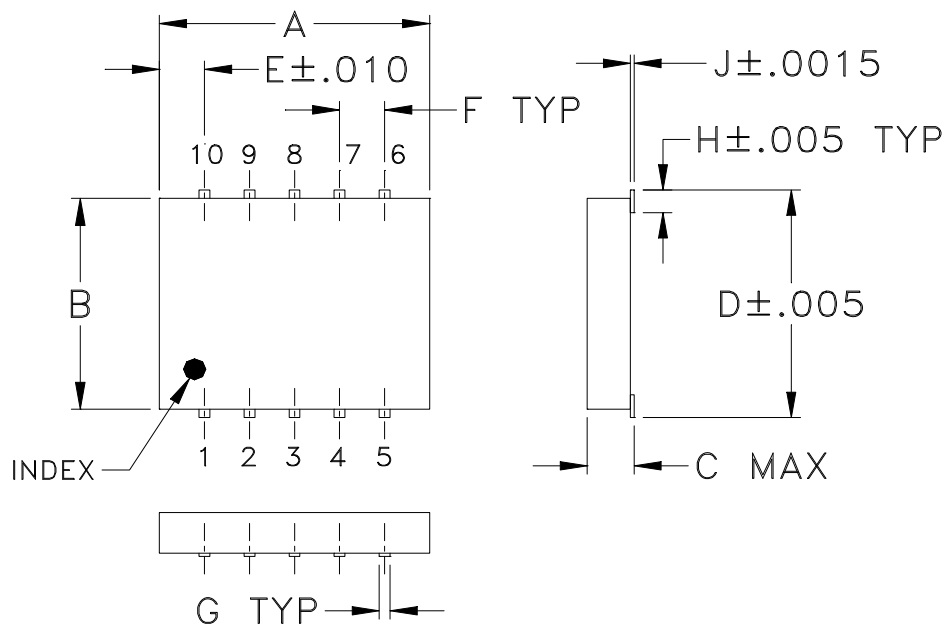 A
E±.010
J±.0015
F TYP
10 9 8 7 6
H±.005 TYP
B
D±.005
INDEX
1 2 3 4 5
C MAX
G TYP